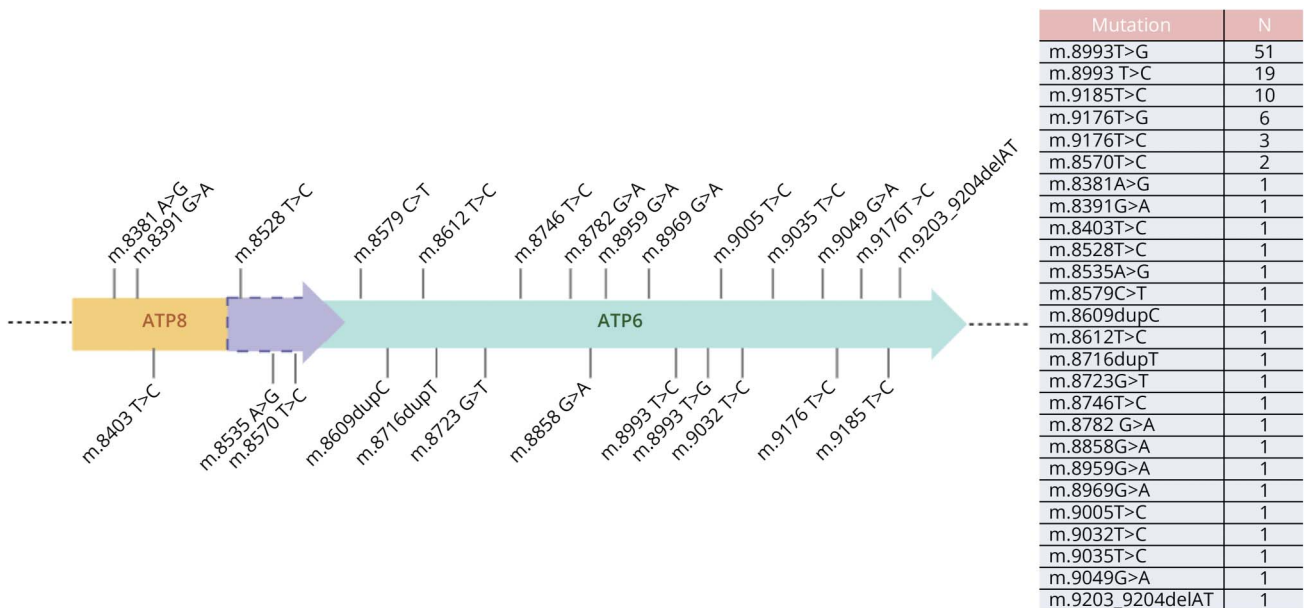 m.8381 A>G
m.8391 G>A
m.8528 T>C
m.8579 C>T
m.8612 T>C
m.8746 T>C
m.8782 G>A
m.8959 G>A
m.8969 G>A
m.9005 T>C
m.9035 T>C
m.9049 G>A
m.9176T>C
m.9203_9204delAT
ATP8
ATP6
m.8403 T>C
m.8535 A>G
m.8570 T>C
m.8609dupC
m.8716dupT
m.8723 G>T
m.8858 G>A
m.8993 T>C
m.8993 T>G
m.9032 T>C
m.9176 T>C
m.9185 T>C
Mutation N
m.8993T>G 51
m.8993 T>C 19
m.9185T>C 10
m.9176T>G 6
m.9176T>C 3
m.8570T>C 2
m.8381A>G 1
m.8391G>A 1
m.8403T>C 1
m.8528T>C 1
m.8535A>G 1
m.8579C>T 1
m.8609dupC 1
m.8612T>C 1
m.8716dupT 1
m.8723G>T 1
m.8746T>C 1
m.8782 G>A 1
m.8858G>A 1
m.8959G>A 1
m.8969G>A 1
m.9005T>C 1
m.9032T>C 1
m.9035T>C 1
m.9049G>A 1
m.9203_9204delAT 1